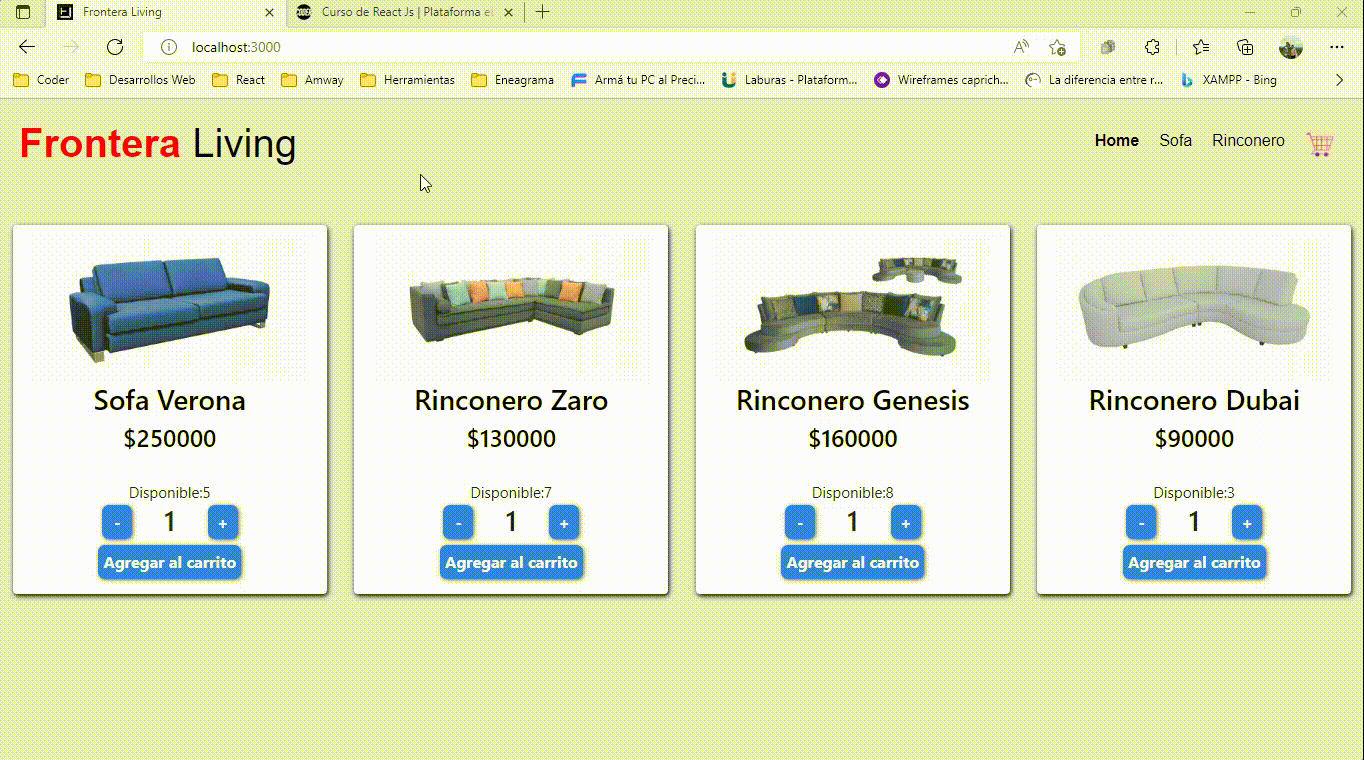 Frontera Living
Curso de React Js | Plataforma e
localhost:3000
Coder Desarrollos Web React Amway Herramientas Eneagrama Armá tu PC al Preci... Laburas - Plataform... Wireframes caprich... La diferencia entre r... XAMPP - Bing
Frontera Living
Home Sofa Rinconero
Sofa Verona
$250000
Disponible:5
- 1 +
Agregar al carrito
Rinconero Zaro
$130000
Disponible:7
- 1 +
Agregar al carrito
Rinconero Genesis
$160000
Disponible:8
- 1 +
Agregar al carrito
Rinconero Dubai
$90000
Disponible:3
- 1 +
Agregar al carrito